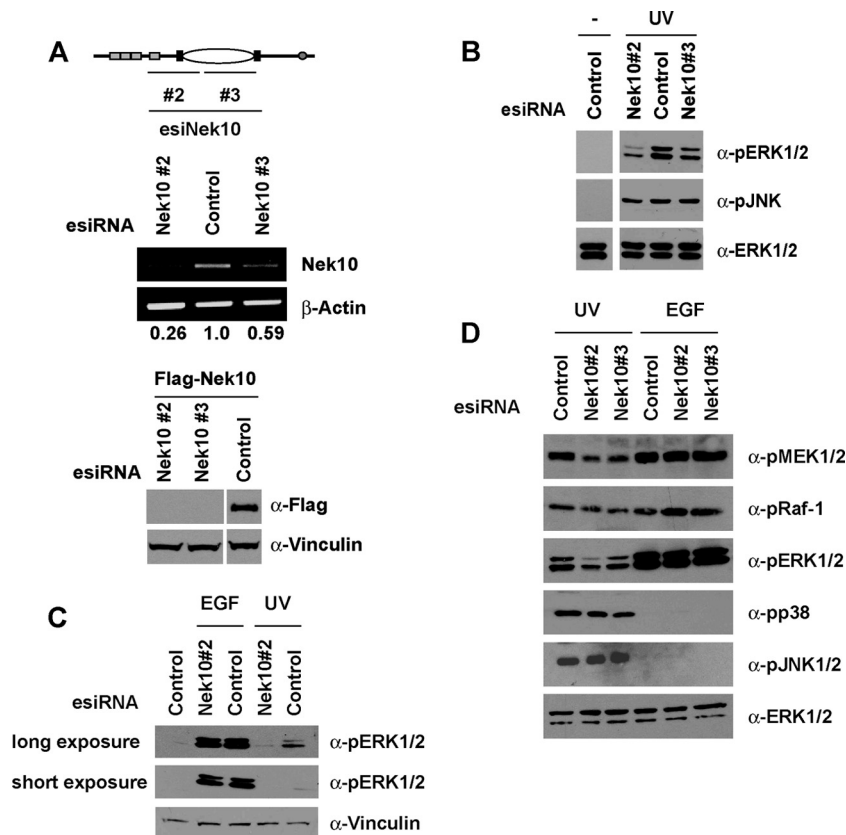 A
#2 #3
esiNek10
esiRNA Nek10 #2 Control Nek10 #3
Nek10
β-Actin
0.26 1.0 0.59
Flag-Nek10
esiRNA Nek10 #2 Nek10 #3 Control
α-Flag
α-Vinculin
B
- UV
esiRNA Control Nek10#2 Control Nek10#3
α-pERK1/2
α-pJNK
α-ERK1/2
C
EGF UV
esiRNA Control Nek10#2 Control Nek10#2 Control
long exposure α-pERK1/2
short exposure α-pERK1/2
α-Vinculin
D
UV EGF
esiRNA Control Nek10#2 Nek10#3 Control Nek10#2 Nek10#3
α-pMEK1/2
α-pRaf-1
α-pERK1/2
α-pp38
α-pJNK1/2
α-ERK1/2